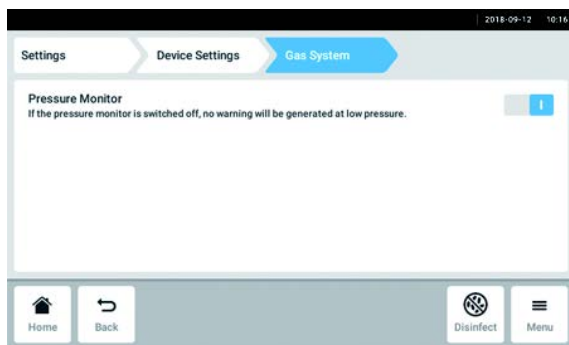 2018-09-12 10:16
Settings Device Settings Gas System
Pressure Monitor
If the pressure monitor is switched off, no warning will be generated at low pressure.
I
Home Back Disinfect Menu